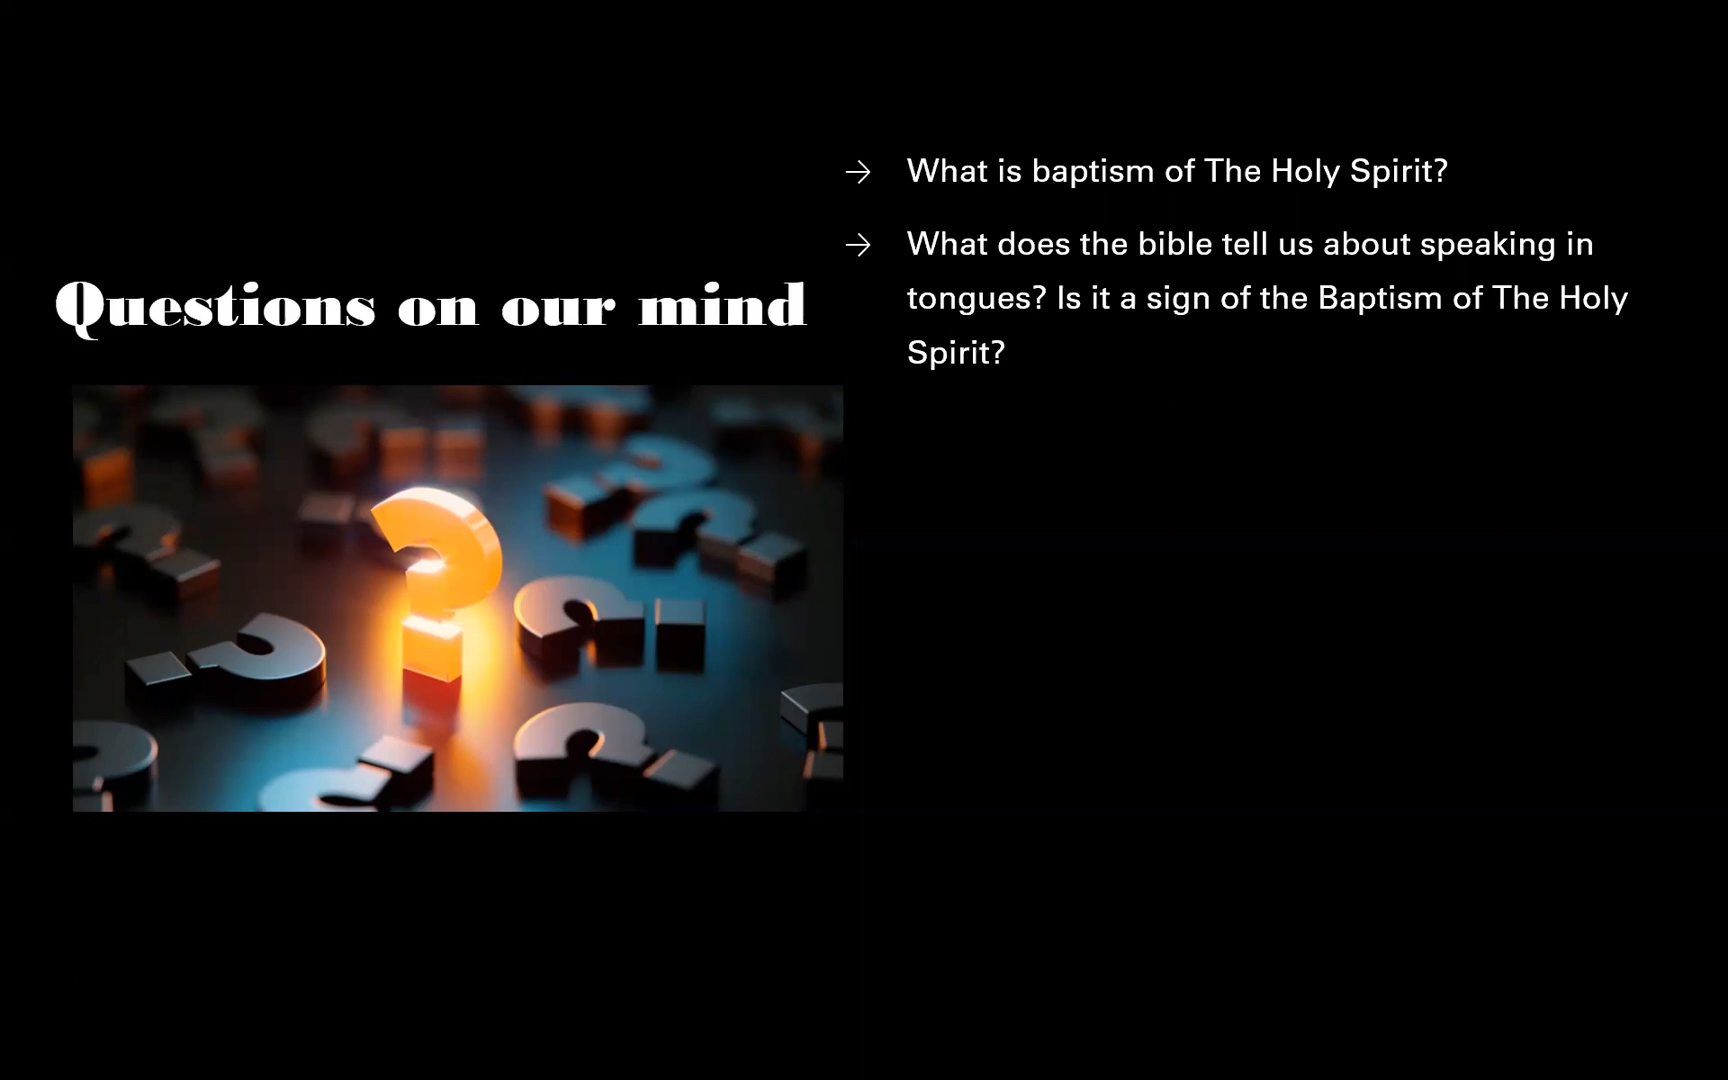 Questions on our mind
→ What is baptism of The Holy Spirit?
→ What does the bible tell us about speaking in
tongues? Is it a sign of the Baptism of The Holy
Spirit?